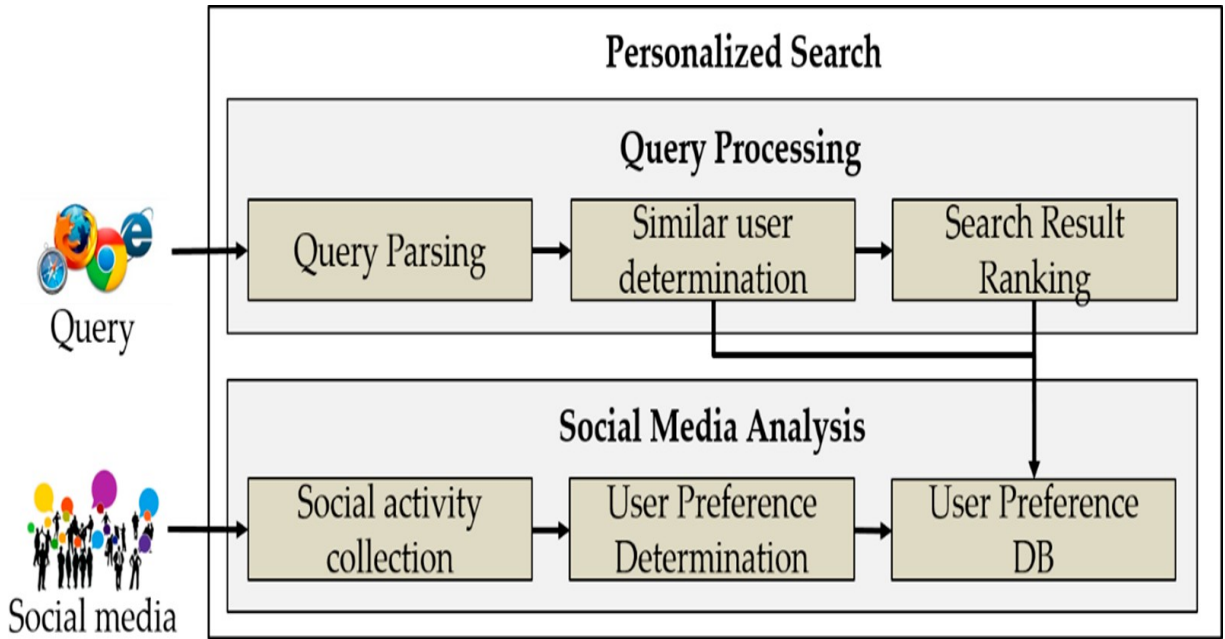 Personalized Search
Query Processing
Query Parsing
Similar user
determination
Search Result
Ranking
Query
Social Media Analysis
Social activity
collection
User Preference
Determination
User Preference
DB
Social media